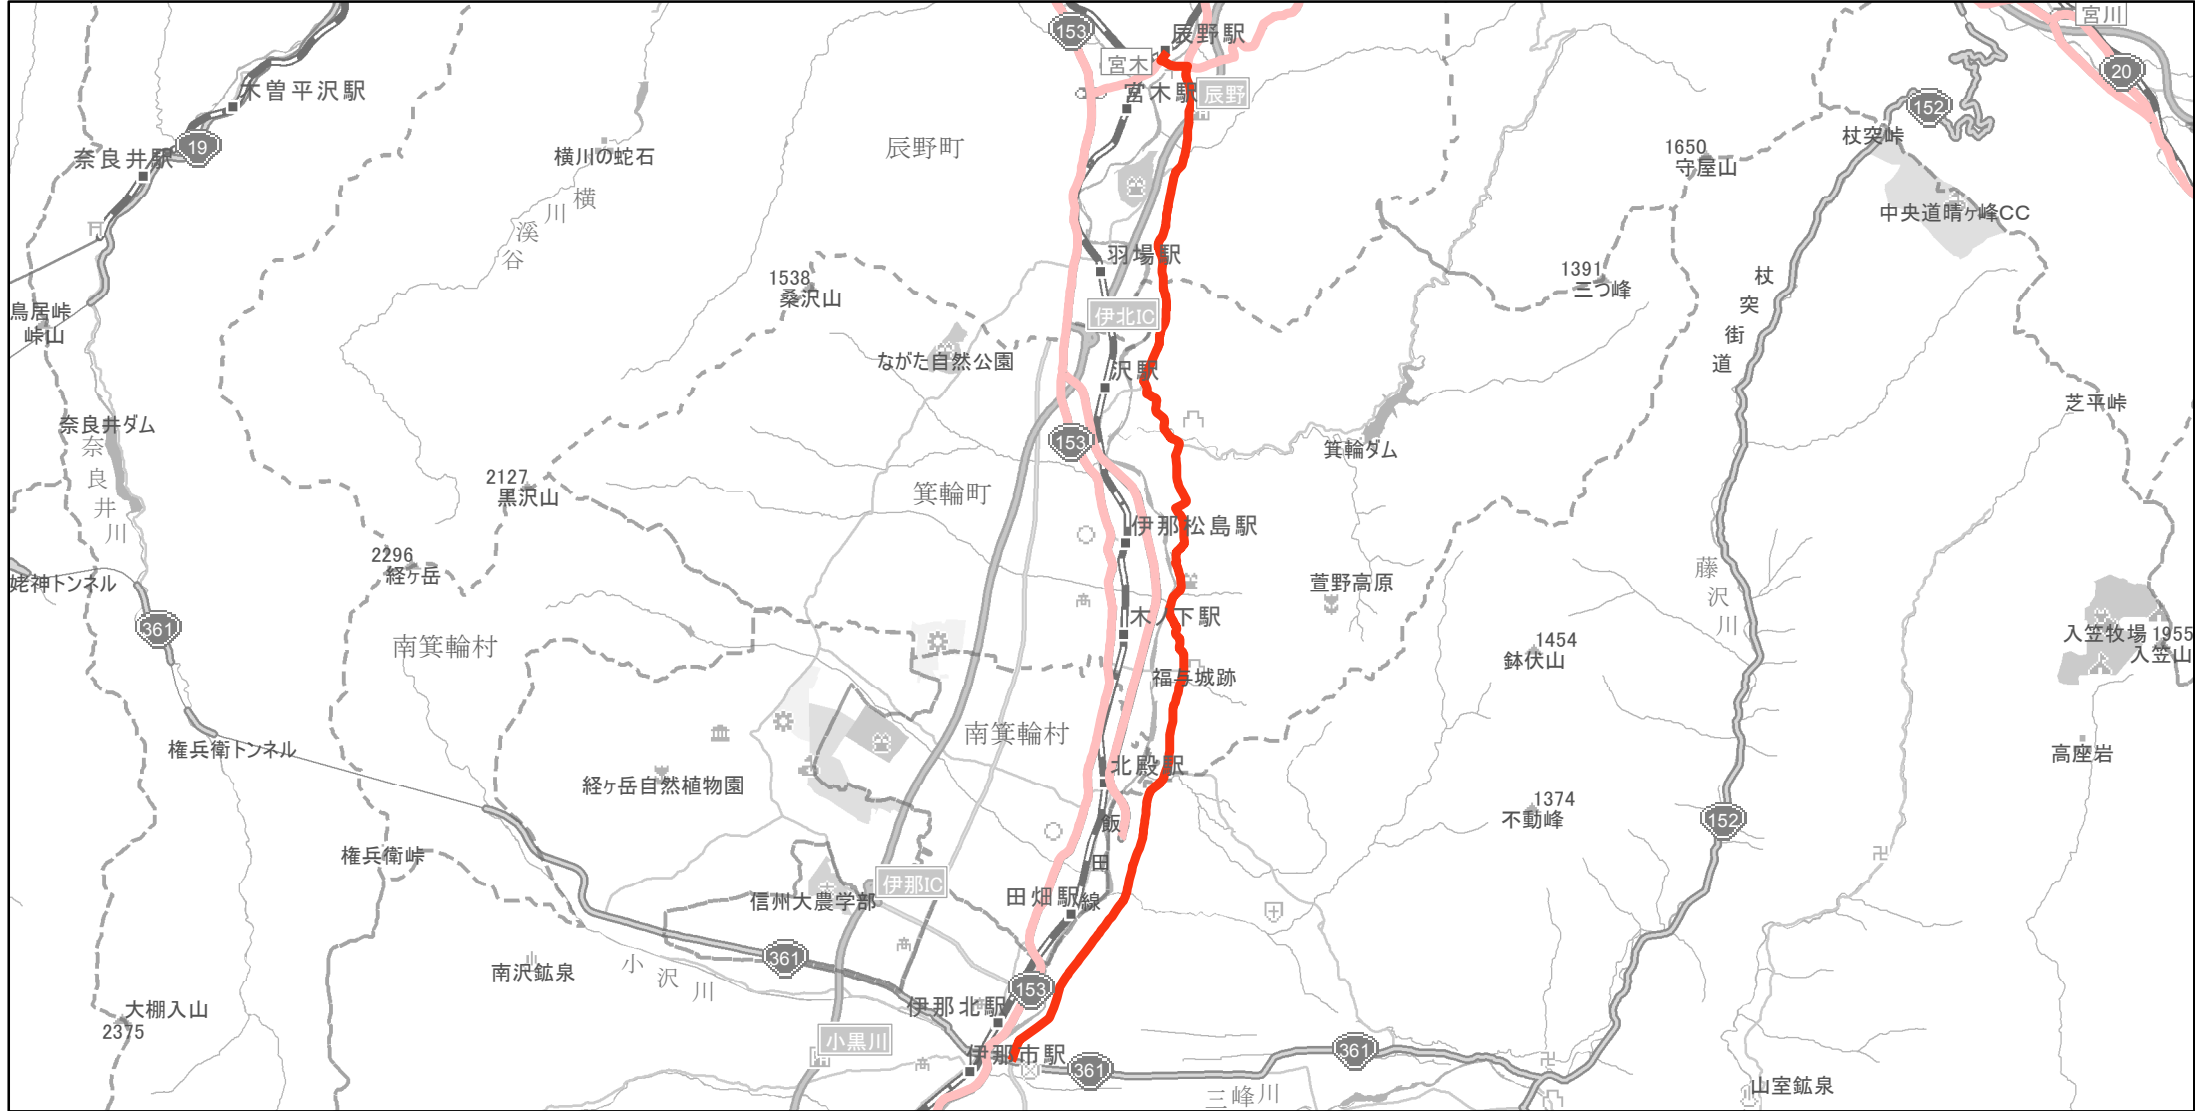 153
辰野駅
宮川
宮木
20
木曽平沢駅
宮木駅
辰野
152
19
奈良井駅
横川の蛇石
辰野町
1650
守屋山
杖突峠
横川渓谷
中央道晴ヶ峰CC
羽場駅
1538
桑沢山
1391
三つ峰
杖突街道
鳥居峠
峠山
伊北IC
ながた自然公園
沢駅
芝平峠
奈良井ダム
奈良井川
153
箕輪ダム
2127
黒沢山
箕輪町
伊那松島駅
2296
経ヶ岳
姥神トンネル
萱野高原
藤沢川
361
木ノ下駅
南箕輪村
1454
鉢伏山
入笠牧場
1955
入笠山
福与城跡
権兵衛トンネル
南箕輪村
北殿駅
高座岩
経ヶ岳自然植物園
1374
不動峰
152
飯田線
権兵衛峠
伊那IC
信州大農学部
田畑駅
361
南沢鉱泉
小沢川
153
大棚入山
2375
伊那北駅
小黒川
伊那市駅
361
361
三峰川
山室鉱泉